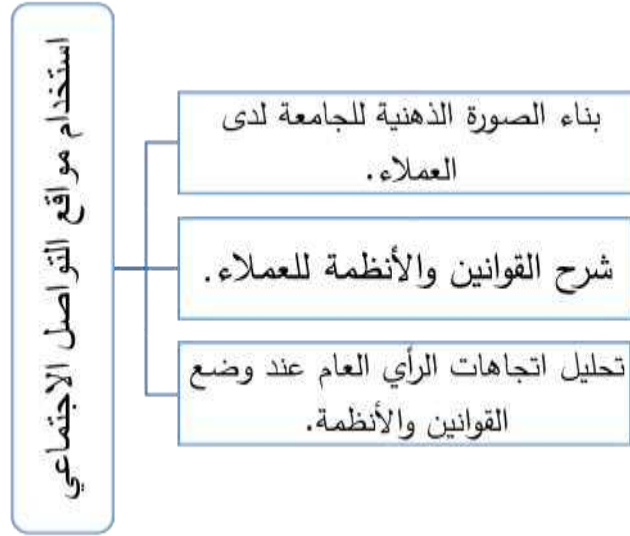 استخدام مواقع التواصل الاجتماعي
بناء الصورة الذهنية للجامعة لدى
العملاء.
شرح القوانين والأنظمة للعملاء.
تحليل اتجاهات الرأي العام عند وضع
القوانين والأنظمة.